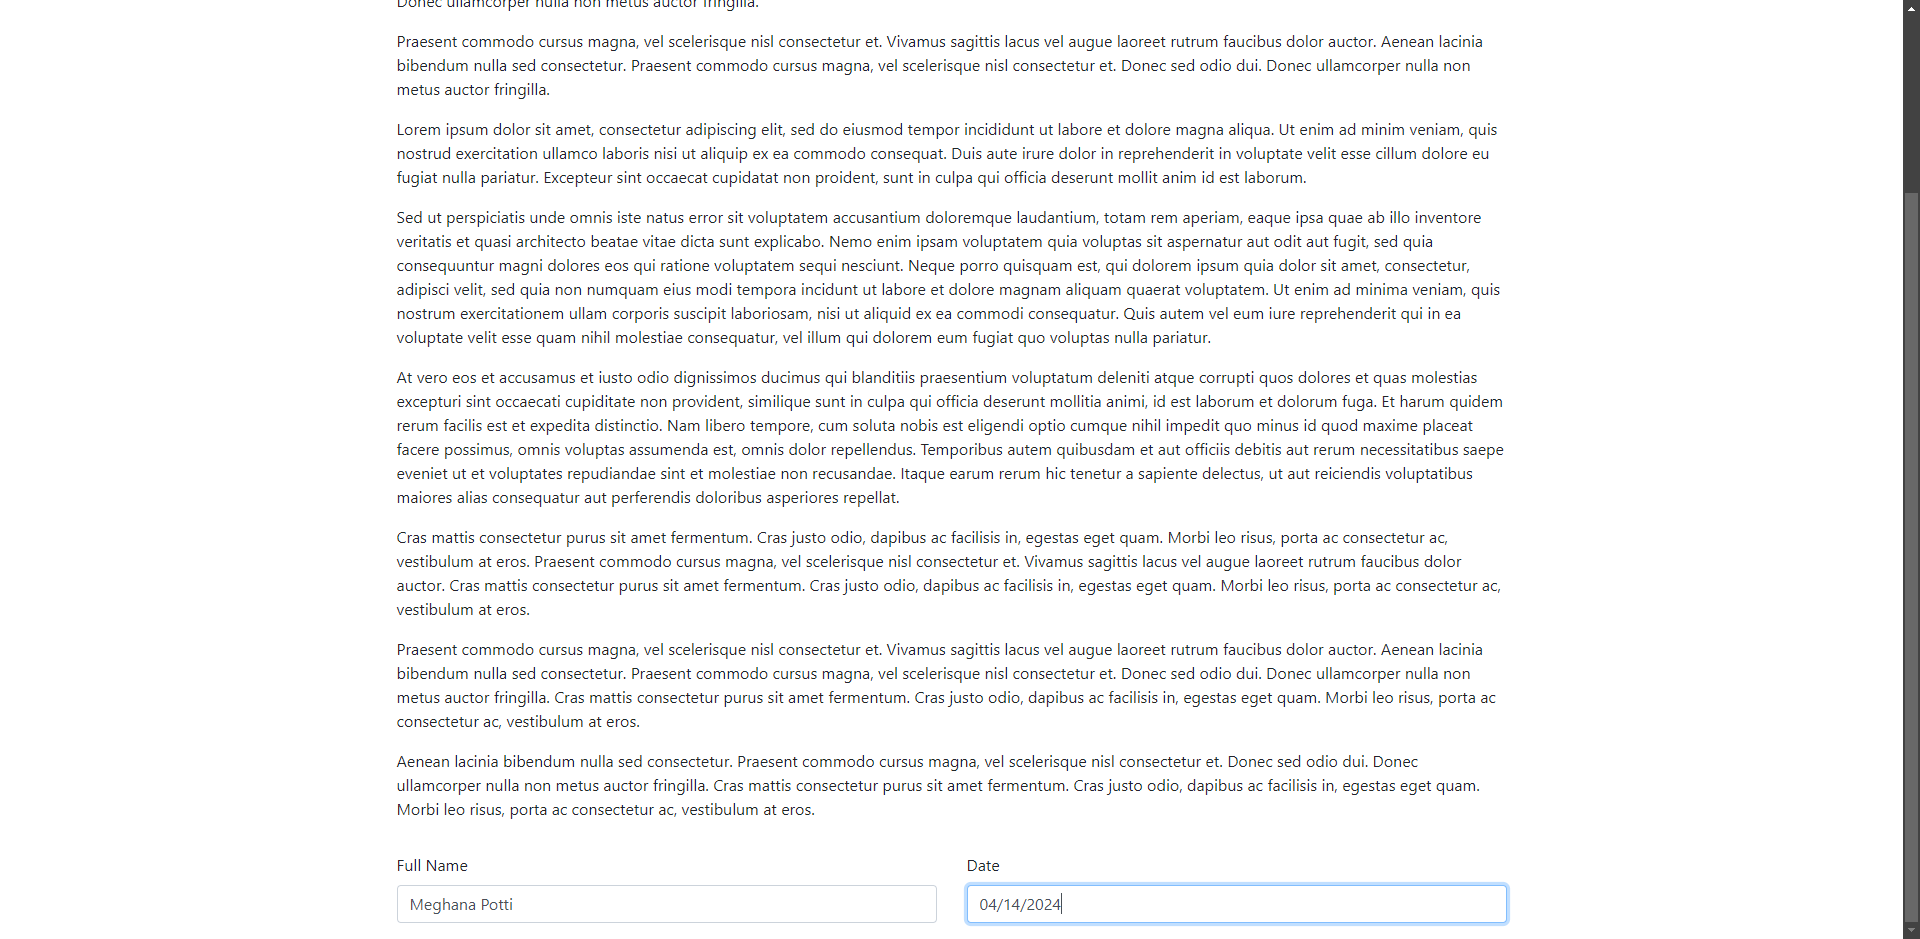 Donec ullamcorper nulla non metus auctor fringilla.
Praesent commodo cursus magna, vel scelerisque nisl consectetur et. Vivamus sagittis lacus vel augue laoreet rutrum faucibus dolor auctor. Aenean lacinia
bibendum nulla sed consectetur. Praesent commodo cursus magna, vel scelerisque nisl consectetur et. Donec sed odio dui. Donec ullamcorper nulla non
metus auctor fringilla.
Lorem ipsum dolor sit amet, consectetur adipiscing elit, sed do eiusmod tempor incididunt ut labore et dolore magna aliqua. Ut enim ad minim veniam, quis
nostrud exercitation ullamco laboris nisi ut aliquip ex ea commodo consequat. Duis aute irure dolor in reprehenderit in voluptate velit esse cillum dolore eu
fugiat nulla pariatur. Excepteur sint occaecat cupidatat non proident, sunt in culpa qui officia deserunt mollit anim id est laborum.
Sed ut perspiciatis unde omnis iste natus error sit voluptatem accusantium doloremque laudantium, totam rem aperiam, eaque ipsa quae ab illo inventore
veritatis et quasi architecto beatae vitae dicta sunt explicabo. Nemo enim ipsam voluptatem quia voluptas sit aspernatur aut odit aut fugit, sed quia
consequuntur magni dolores eos qui ratione voluptatem sequi nesciunt. Neque porro quisquam est, qui dolorem ipsum quia dolor sit amet, consectetur,
adipisci velit, sed quia non numquam eius modi tempora incidunt ut labore et dolore magnam aliquam quaerat voluptatem. Ut enim ad minima veniam, quis
nostrum exercitationem ullam corporis suscipit laboriosam, nisi ut aliquid ex ea commodi consequatur. Quis autem vel eum iure reprehenderit qui in ea
voluptate velit esse quam nihil molestiae consequatur, vel illum qui dolorem eum fugiat quo voluptas nulla pariatur.
At vero eos et accusamus et iusto odio dignissimos ducimus qui blanditiis praesentium voluptatum deleniti atque corrupti quos dolores et quas molestias
excepturi sint occaecati cupiditate non provident, similique sunt in culpa qui officia deserunt mollitia animi, id est laborum et dolorum fuga. Et harum quidem
rerum facilis est et expedita distinctio. Nam libero tempore, cum soluta nobis est eligendi optio cumque nihil impedit quo minus id quod maxime placeat
facere possimus, omnis voluptas assumenda est, omnis dolor repellendus. Temporibus autem quibusdam et aut officiis debitis aut rerum necessitatibus saepe
eveniet ut et voluptates repudiandae sint et molestiae non recusandae. Itaque earum rerum hic tenetur a sapiente delectus, ut aut reiciendis voluptatibus
maiores alias consequatur aut perferendis doloribus asperiores repellat.
Cras mattis consectetur purus sit amet fermentum. Cras justo odio, dapibus ac facilisis in, egestas eget quam. Morbi leo risus, porta ac consectetur ac,
vestibulum at eros. Praesent commodo cursus magna, vel scelerisque nisl consectetur et. Vivamus sagittis lacus vel augue laoreet rutrum faucibus dolor
auctor. Cras mattis consectetur purus sit amet fermentum. Cras justo odio, dapibus ac facilisis in, egestas eget quam. Morbi leo risus, porta ac consectetur ac,
vestibulum at eros.
Praesent commodo cursus magna, vel scelerisque nisl consectetur et. Vivamus sagittis lacus vel augue laoreet rutrum faucibus dolor auctor. Aenean lacinia
bibendum nulla sed consectetur. Praesent commodo cursus magna, vel scelerisque nisl consectetur et. Donec sed odio dui. Donec ullamcorper nulla non
metus auctor fringilla. Cras mattis consectetur purus sit amet fermentum. Cras justo odio, dapibus ac facilisis in, egestas eget quam. Morbi leo risus, porta ac
consectetur ac, vestibulum at eros.
Aenean lacinia bibendum nulla sed consectetur. Praesent commodo cursus magna, vel scelerisque nisl consectetur et. Donec sed odio dui. Donec
ullamcorper nulla non metus auctor fringilla. Cras mattis consectetur purus sit amet fermentum. Cras justo odio, dapibus ac facilisis in, egestas eget quam.
Morbi leo risus, porta ac consectetur ac, vestibulum at eros.
Full Name
Meghana Potti
Date
04/14/2024